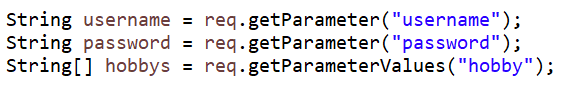 String username = req.getParameter("username");
String password = req.getParameter("password");
String[] hobbys = req.getParameterValues("hobby");